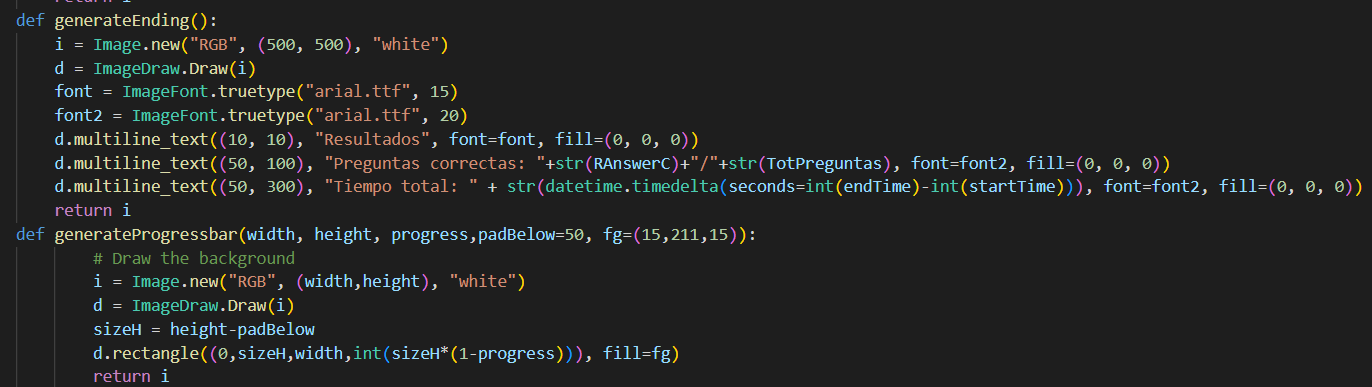 return i
def generateEnding():
    i = Image.new("RGB", (500, 500), "white")
    d = ImageDraw.Draw(i)
    font = ImageFont.truetype("arial.ttf", 15)
    font2 = ImageFont.truetype("arial.ttf", 20)
    d.multiline_text((10, 10), "Resultados", font=font, fill=(0, 0, 0))
    d.multiline_text((50, 100), "Preguntas correctas: "+str(RAnswerC)+"/"+str(TotPreguntas), font=font2, fill=(0, 0, 0))
    d.multiline_text((50, 300), "Tiempo total: " + str(datetime.timedelta(seconds=int(endTime)-int(startTime))), font=font2, fill=(0, 0, 0))
    return i
def generateProgressbar(width, height, progress,padBelow=50, fg=(15,211,15)):
        # Draw the background
        i = Image.new("RGB", (width,height), "white")
        d = ImageDraw.Draw(i)
        sizeH = height-padBelow
        d.rectangle((0,sizeH,width,int(sizeH*(1-progress))), fill=fg)
        return i